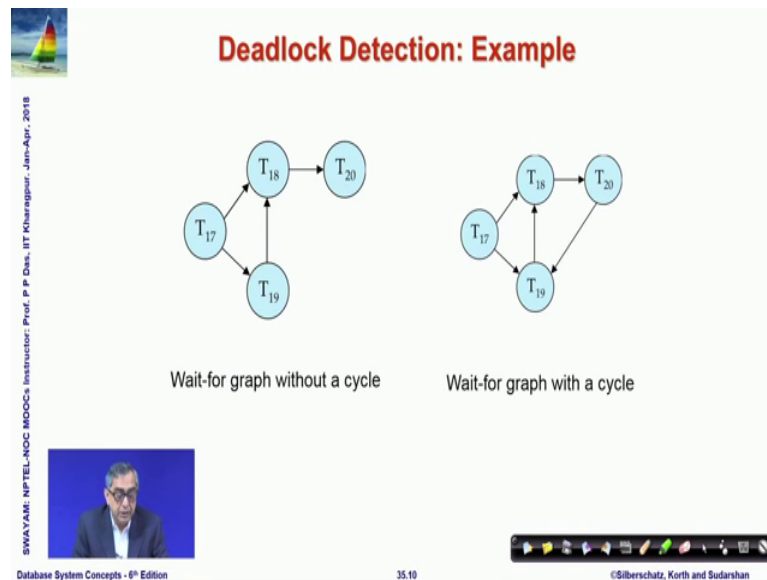 Deadlock Detection: Example
SWAYAM: NPTEL-NOC MOOCs Instructor: Prof. P P Das, IIT Kharagpur. Jan-Apr, 2018
T18
T20
T17
T19
T18
T20
T17
T19
Wait-for graph without a cycle
Wait-for graph with a cycle
Database System Concepts - 6th Edition
35.10
©Silberschatz, Korth and Sudarshan